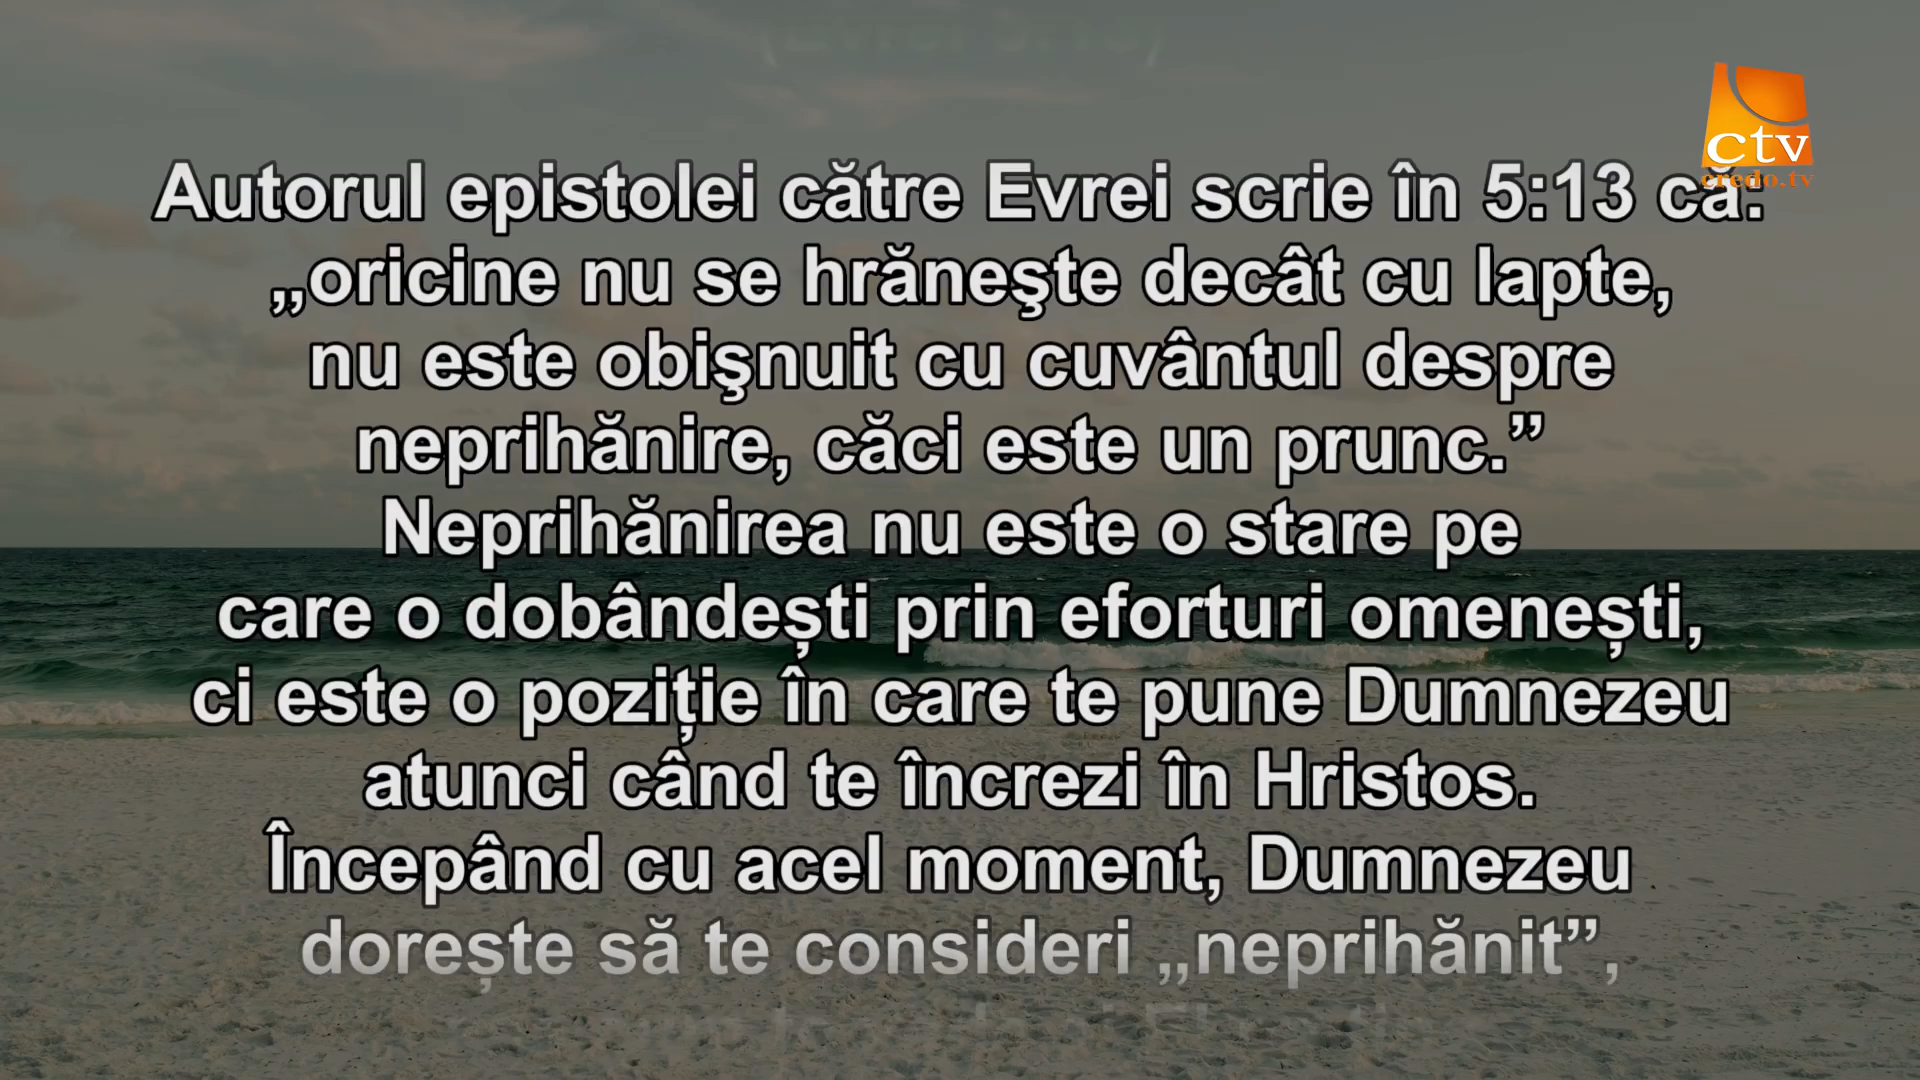 ctv
credo.tv
Autorul epistolei către Evrei scrie în 5:13 că:
„oricine nu se hrăneşte decât cu lapte,
nu este obişnuit cu cuvântul despre
neprihănire, căci este un prunc.”
Neprihănirea nu este o stare pe
care o dobândești prin eforturi omenești,
ci este o poziție în care te pune Dumnezeu
atunci când te încrezi în Hristos.
Începând cu acel moment, Dumnezeu
dorește să te consideri „neprihănit”,